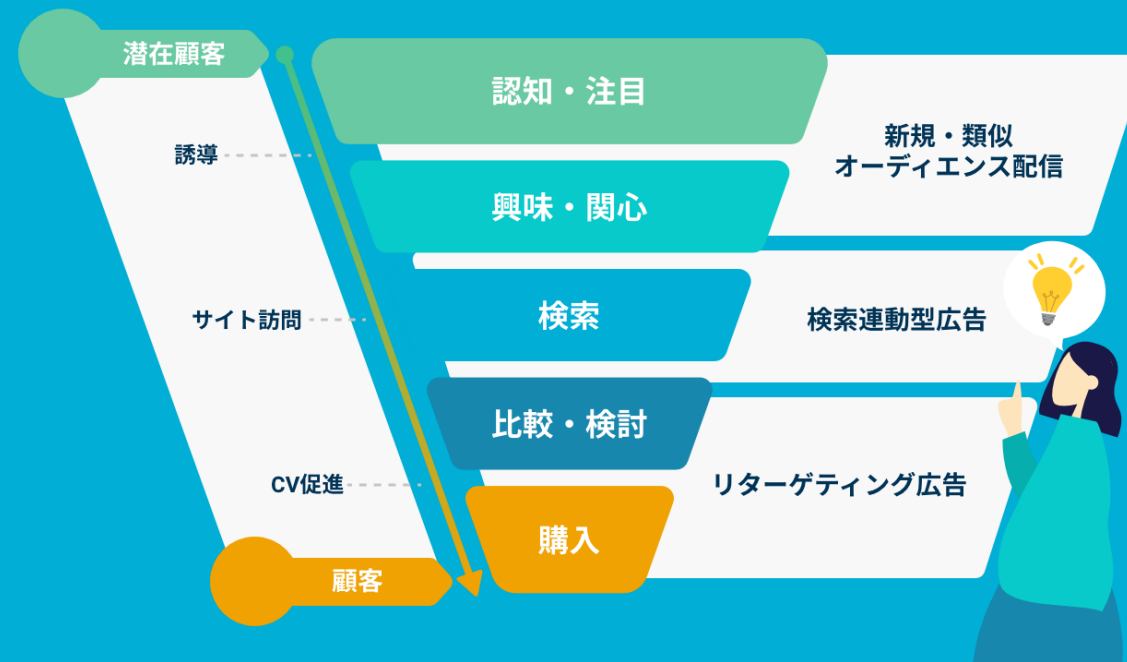 潜在顧客
認知・注目
新規・類似
オーディエンス配信
誘導
興味・関心
サイト訪問
検索
検索連動型広告
比較・検討
CV促進
リターゲティング広告
購入
顧客